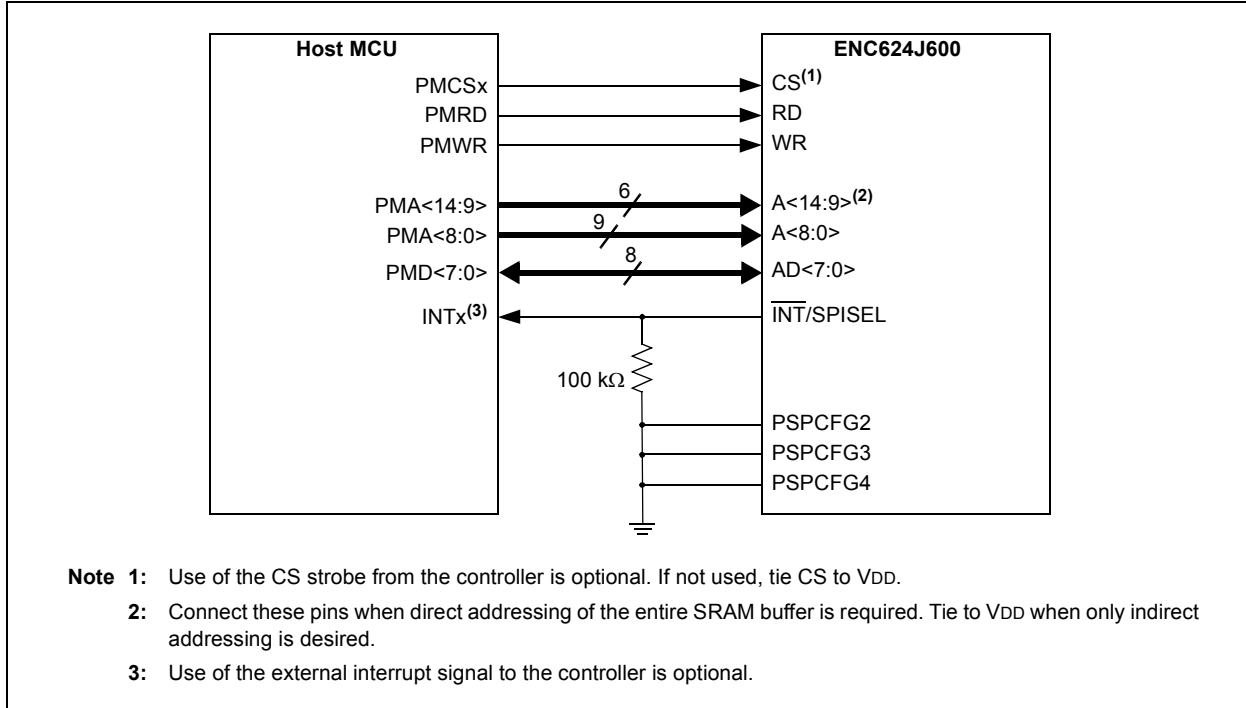 Host MCU
ENC624J600
PMCSx
CS(1)
PMRD
RD
PMWR
WR
PMA<14:9>
6
A<14:9>(2)
PMA<8:0>
9
A<8:0>
PMD<7:0>
8
AD<7:0>
INTx(3)
INT/SPISEL
100 kΩ
PSPCFG2
PSPCFG3
PSPCFG4
Note 1: Use of the CS strobe from the controller is optional. If not used, tie CS to VDD.
2: Connect these pins when direct addressing of the entire SRAM buffer is required. Tie to VDD when only indirect
addressing is desired.
3: Use of the external interrupt signal to the controller is optional.